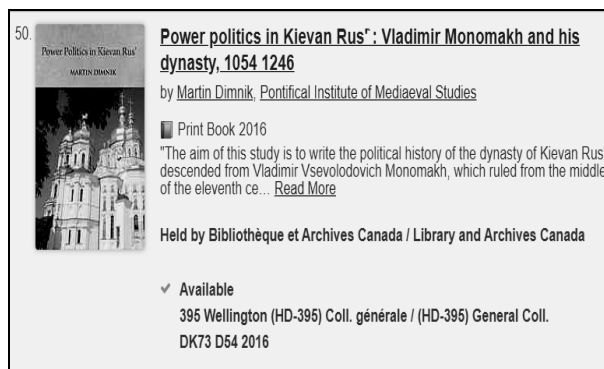 50.
Power Politics in Kievan Rus'
MARTIN DIMNIK
Power politics in Kievan Rusʹ : Vladimir Monomakh and his
dynasty, 1054 1246
by Martin Dimnik, Pontifical Institute of Mediaeval Studies
Print Book 2016
"The aim of this study is to write the political history of the dynasty of Kievan Rus'
descended from Vladimir Vsevolodovich Monomakh, which ruled from the middle
of the eleventh ce... Read More
Held by Bibliothèque et Archives Canada / Library and Archives Canada
Available
395 Wellington (HD-395) Coll. générale / (HD-395) General Coll.
DK73 D54 2016